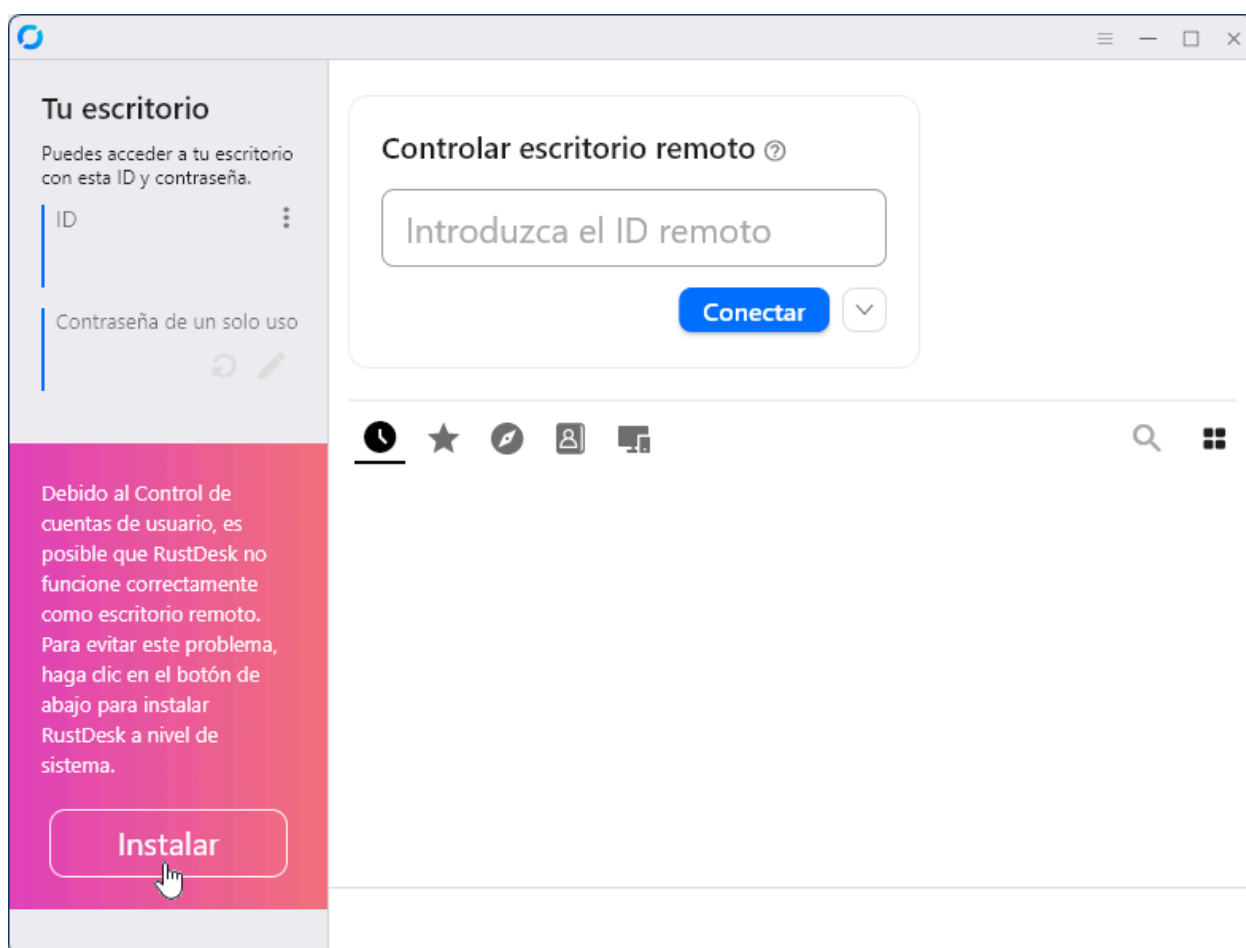 Tu escritorio
Puedes acceder a tu escritorio
con esta ID y contraseña.
ID
Contraseña de un solo uso
Debido al Control de
cuentas de usuario, es
posible que RustDesk no
funcione correctamente
como escritorio remoto.
Para evitar este problema,
haga clic en el botón de
abajo para instalar
RustDesk a nivel de
sistema.
Instalar
Controlar escritorio remoto
Introduzca el ID remoto
Conectar